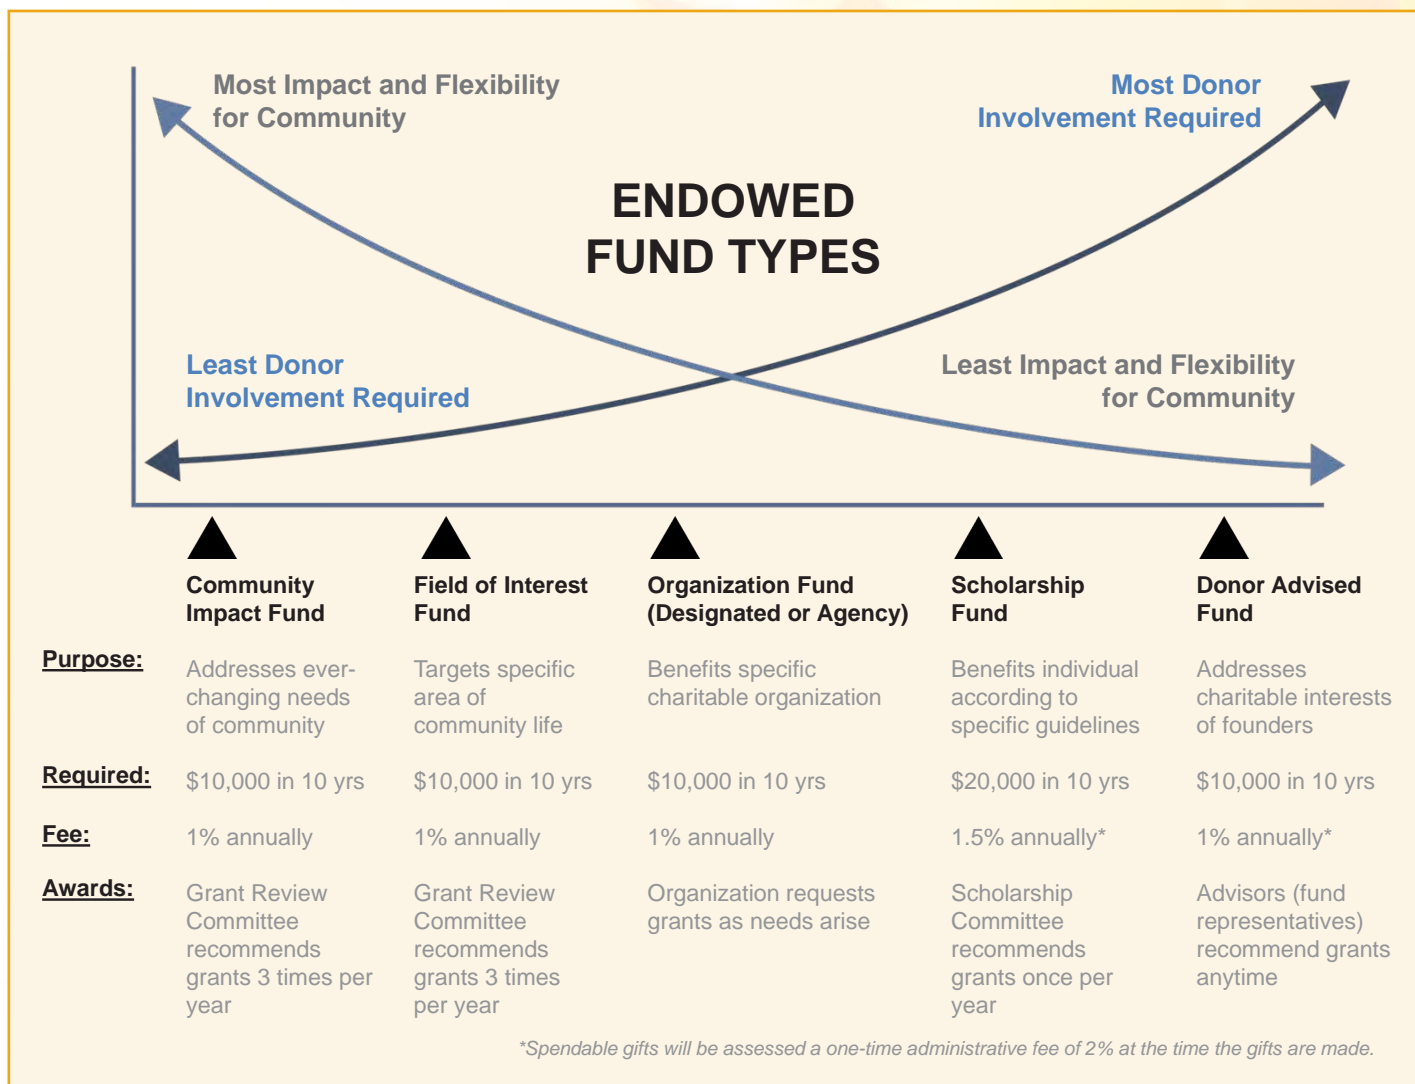 Most Impact and Flexibility
for Community
Most Donor
Involvement Required
ENDOWED
FUND TYPES
Least Donor
Involvement Required
Least Impact and Flexibility
for Community
Community
Impact Fund
Field of Interest
Fund
Organization Fund
(Designated or Agency)
Scholarship
Fund
Donor Advised
Fund
Purpose:
Addresses ever-
changing needs
of community
Targets specific
area of
community life
Benefits specific
charitable organization
Benefits individual
according to
specific guidelines
Addresses
charitable interests
of founders
Required:
$10,000 in 10 yrs
$10,000 in 10 yrs
$10,000 in 10 yrs
$20,000 in 10 yrs
$10,000 in 10 yrs
Fee:
1% annually
1% annually
1% annually
1.5% annually*
1% annually*
Awards:
Grant Review
Committee
recommends
grants 3 times per
year
Grant Review
Committee
recommends
grants 3 times
per year
Organization requests
grants as needs arise
Scholarship
Committee
recommends
grants once per
year
Advisors (fund
representatives)
recommend grants
anytime
*Spendable gifts will be assessed a one-time administrative fee of 2% at the time the gifts are made.